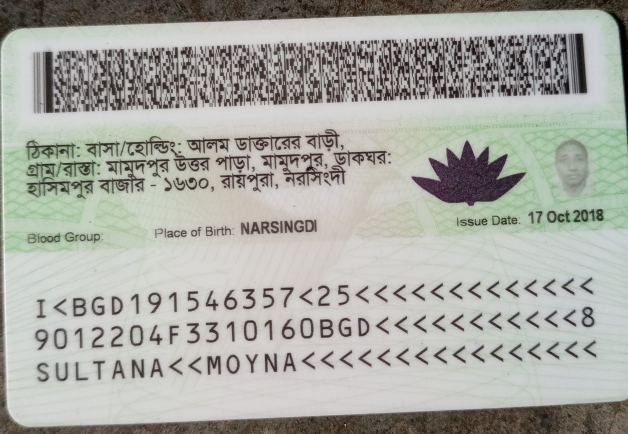 ঠিকানা: বাসা/হোল্ডিং: আলম ডাক্তারের বাড়ী,
গ্রাম/রাস্তা: মামুদপুর উত্তর পাড়া, মামুদপুর, ডাকঘর:
হাসিমপুর বাজার - ১৬৩০, রায়পুরা, নরসিংদী
Blood Group: Place of Birth: NARSINGDI Issue Date: 17 Oct 2018
I<BGD191546357<25<<<<<<<<<<<<<
9012204F3310160BGD<<<<<<<<<<<8
SULTANA<<MOYNA<<<<<<<<<<<<<<<<